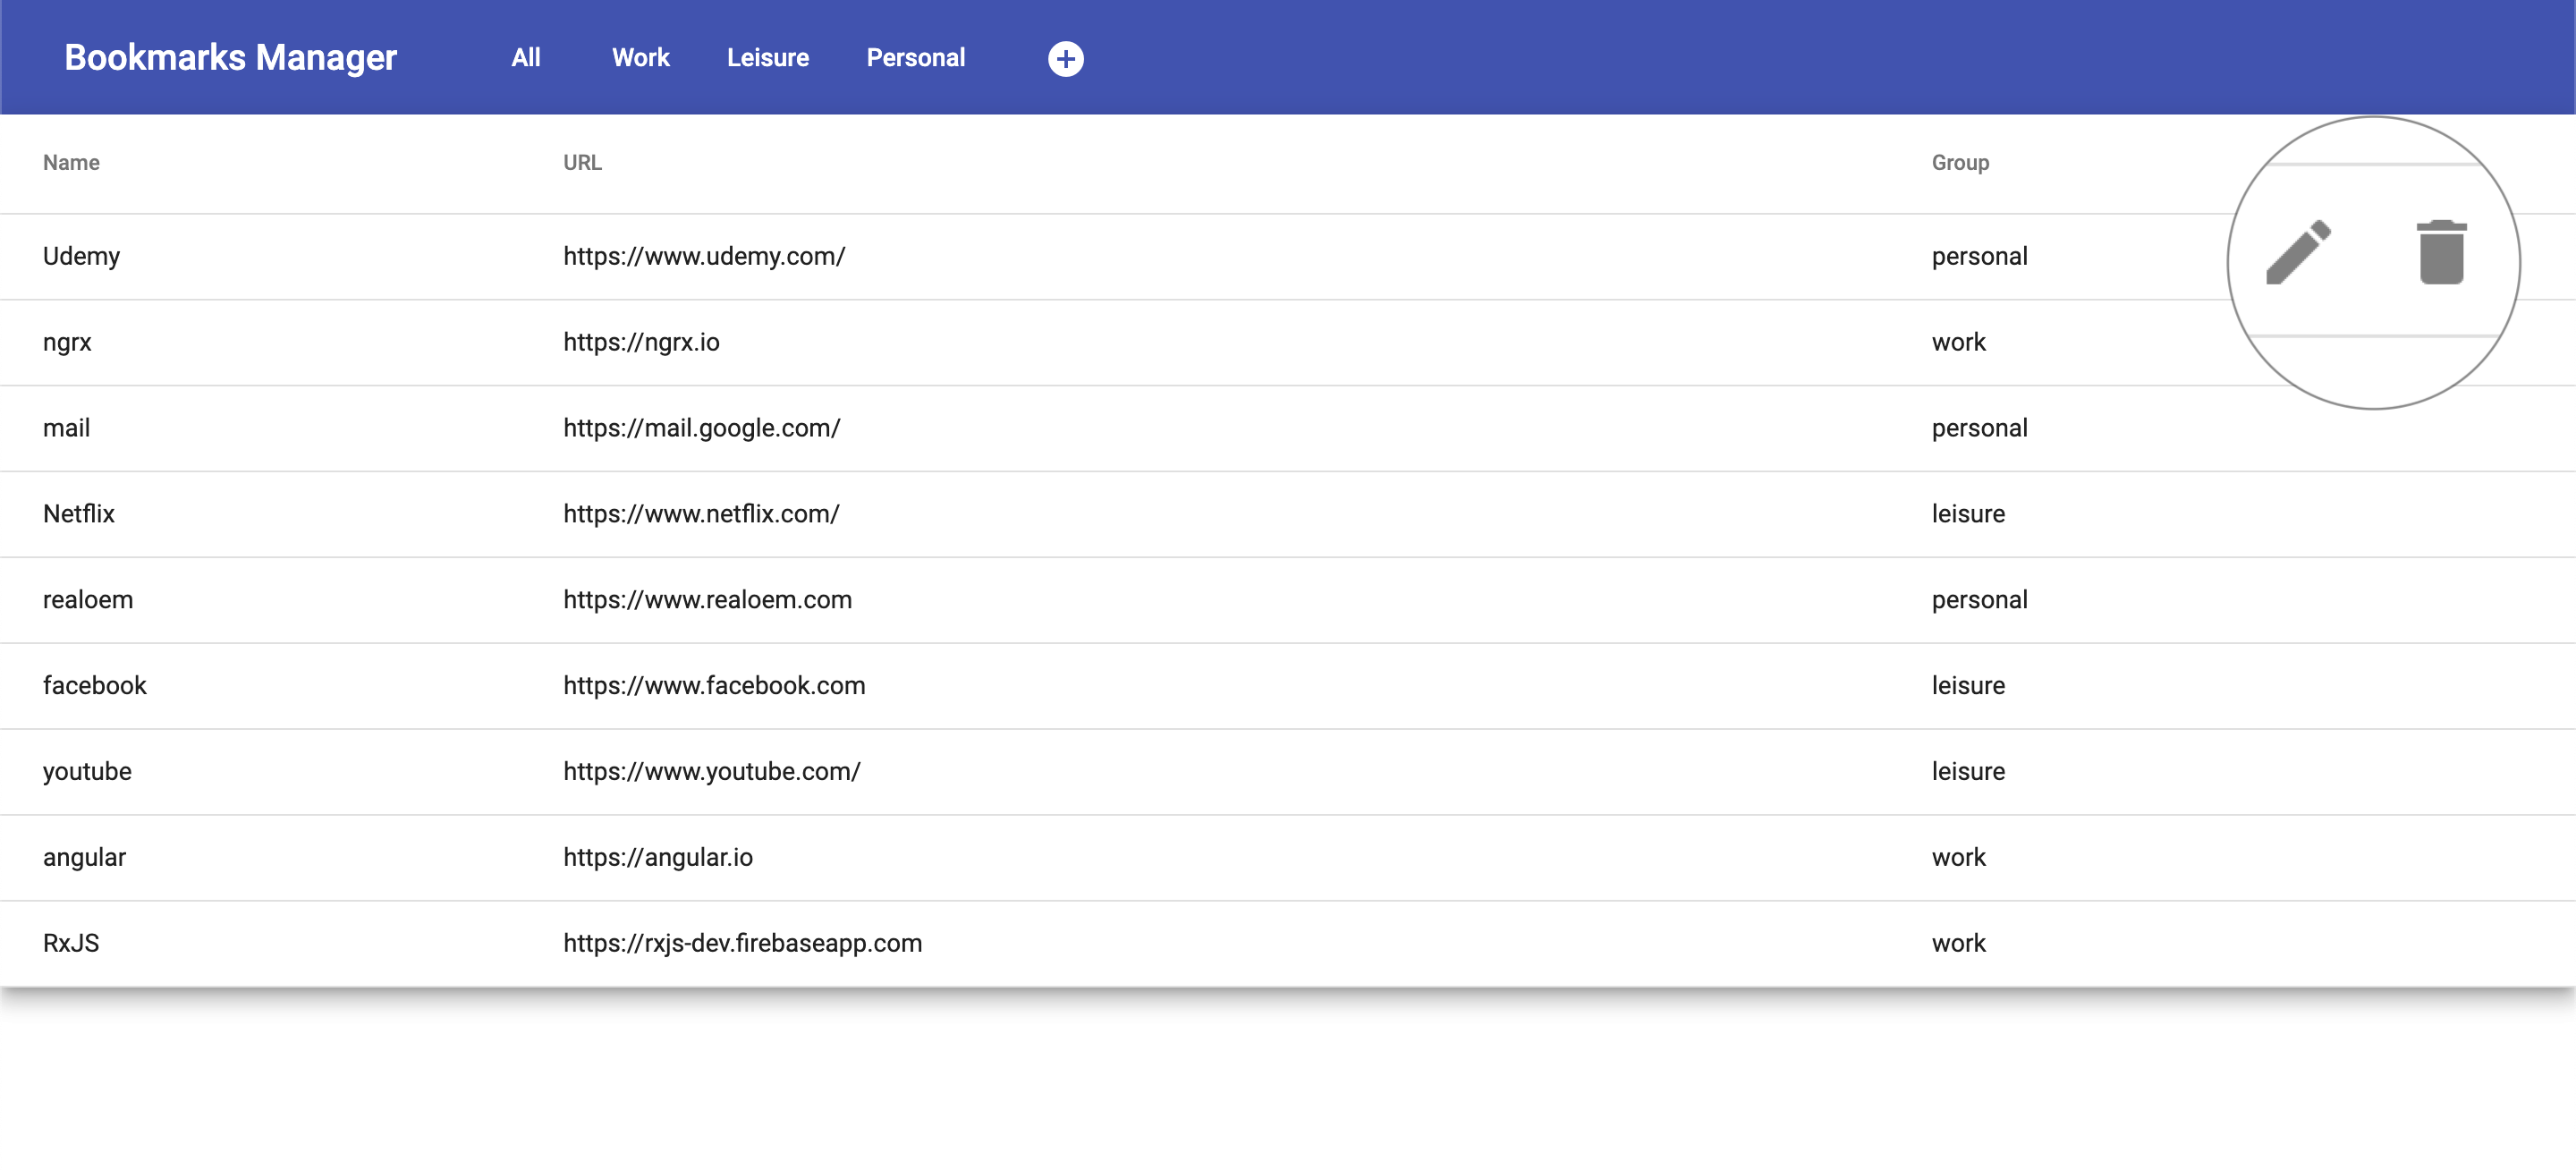 Bookmarks Manager All Work Leisure Personal
Name URL Group
Udemy https://www.udemy.com/ personal
ngrx https://ngrx.io work
mail https://mail.google.com/ personal
Netflix https://www.netflix.com/ leisure
realoem https://www.realoem.com personal
facebook https://www.facebook.com leisure
youtube https://www.youtube.com/ leisure
angular https://angular.io work
RxJS https://rxjs-dev.firebaseapp.com work